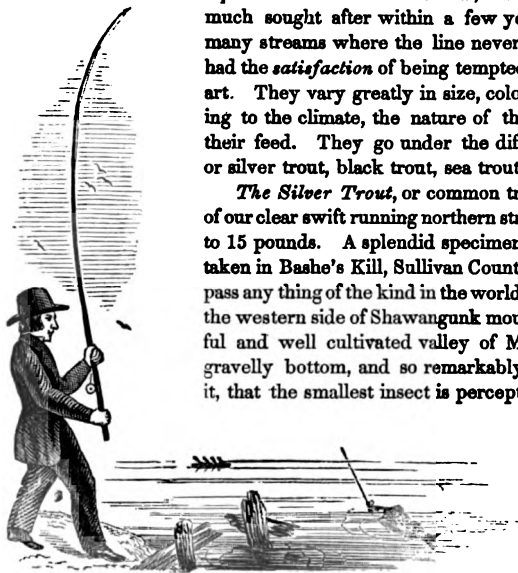 much sought after within a few ye
many streams where the line never
had the satisfaction of being tempted
art. They vary greatly in size, colo
ing to the climate, the nature of th
their feed. They go under the dif
or silver trout, black trout, sea trout
The Silver Trout, or common tr
of our clear swift running northern str
to 15 pounds. A splendid specimen
taken in Bashe's Kill, Sullivan Count
pass any thing of the kind in the world
the western side of Shawangunk mou
ful and well cultivated valley of M
gravelly bottom, and so remarkably
it, that the smallest insect is percept